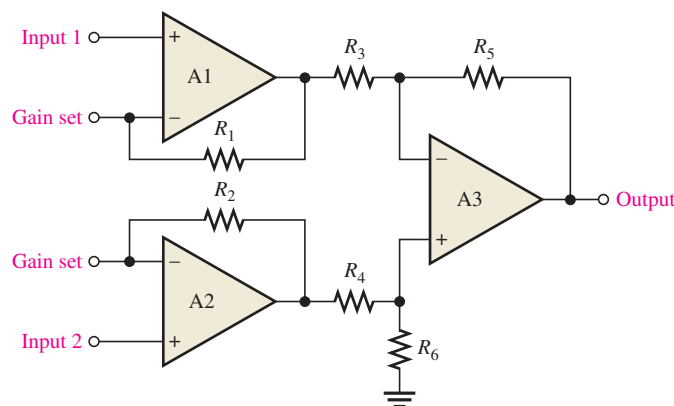 Input 1
+
A1
Gain set
−
R1
R3
R5
R2
−
A3
+
Output
Gain set
−
A2
R4
Input 2
+
R6